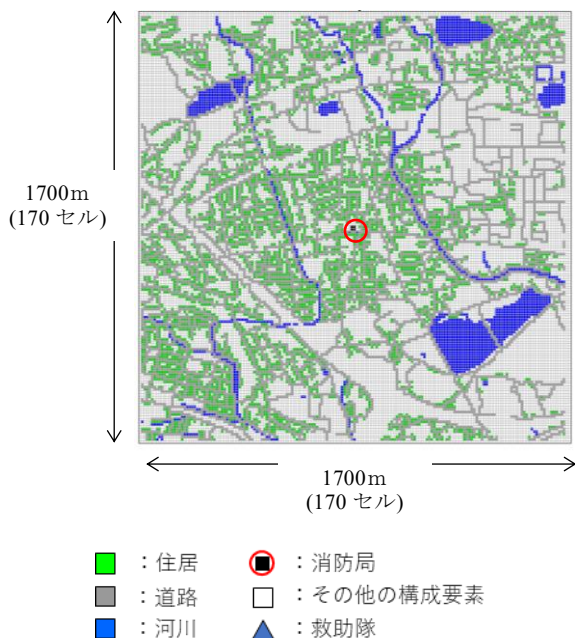 1700m
(170 セル)
1700m
(170 セル)
：住居
：消防局
：道路
：その他の構成要素
：河川
：救助隊